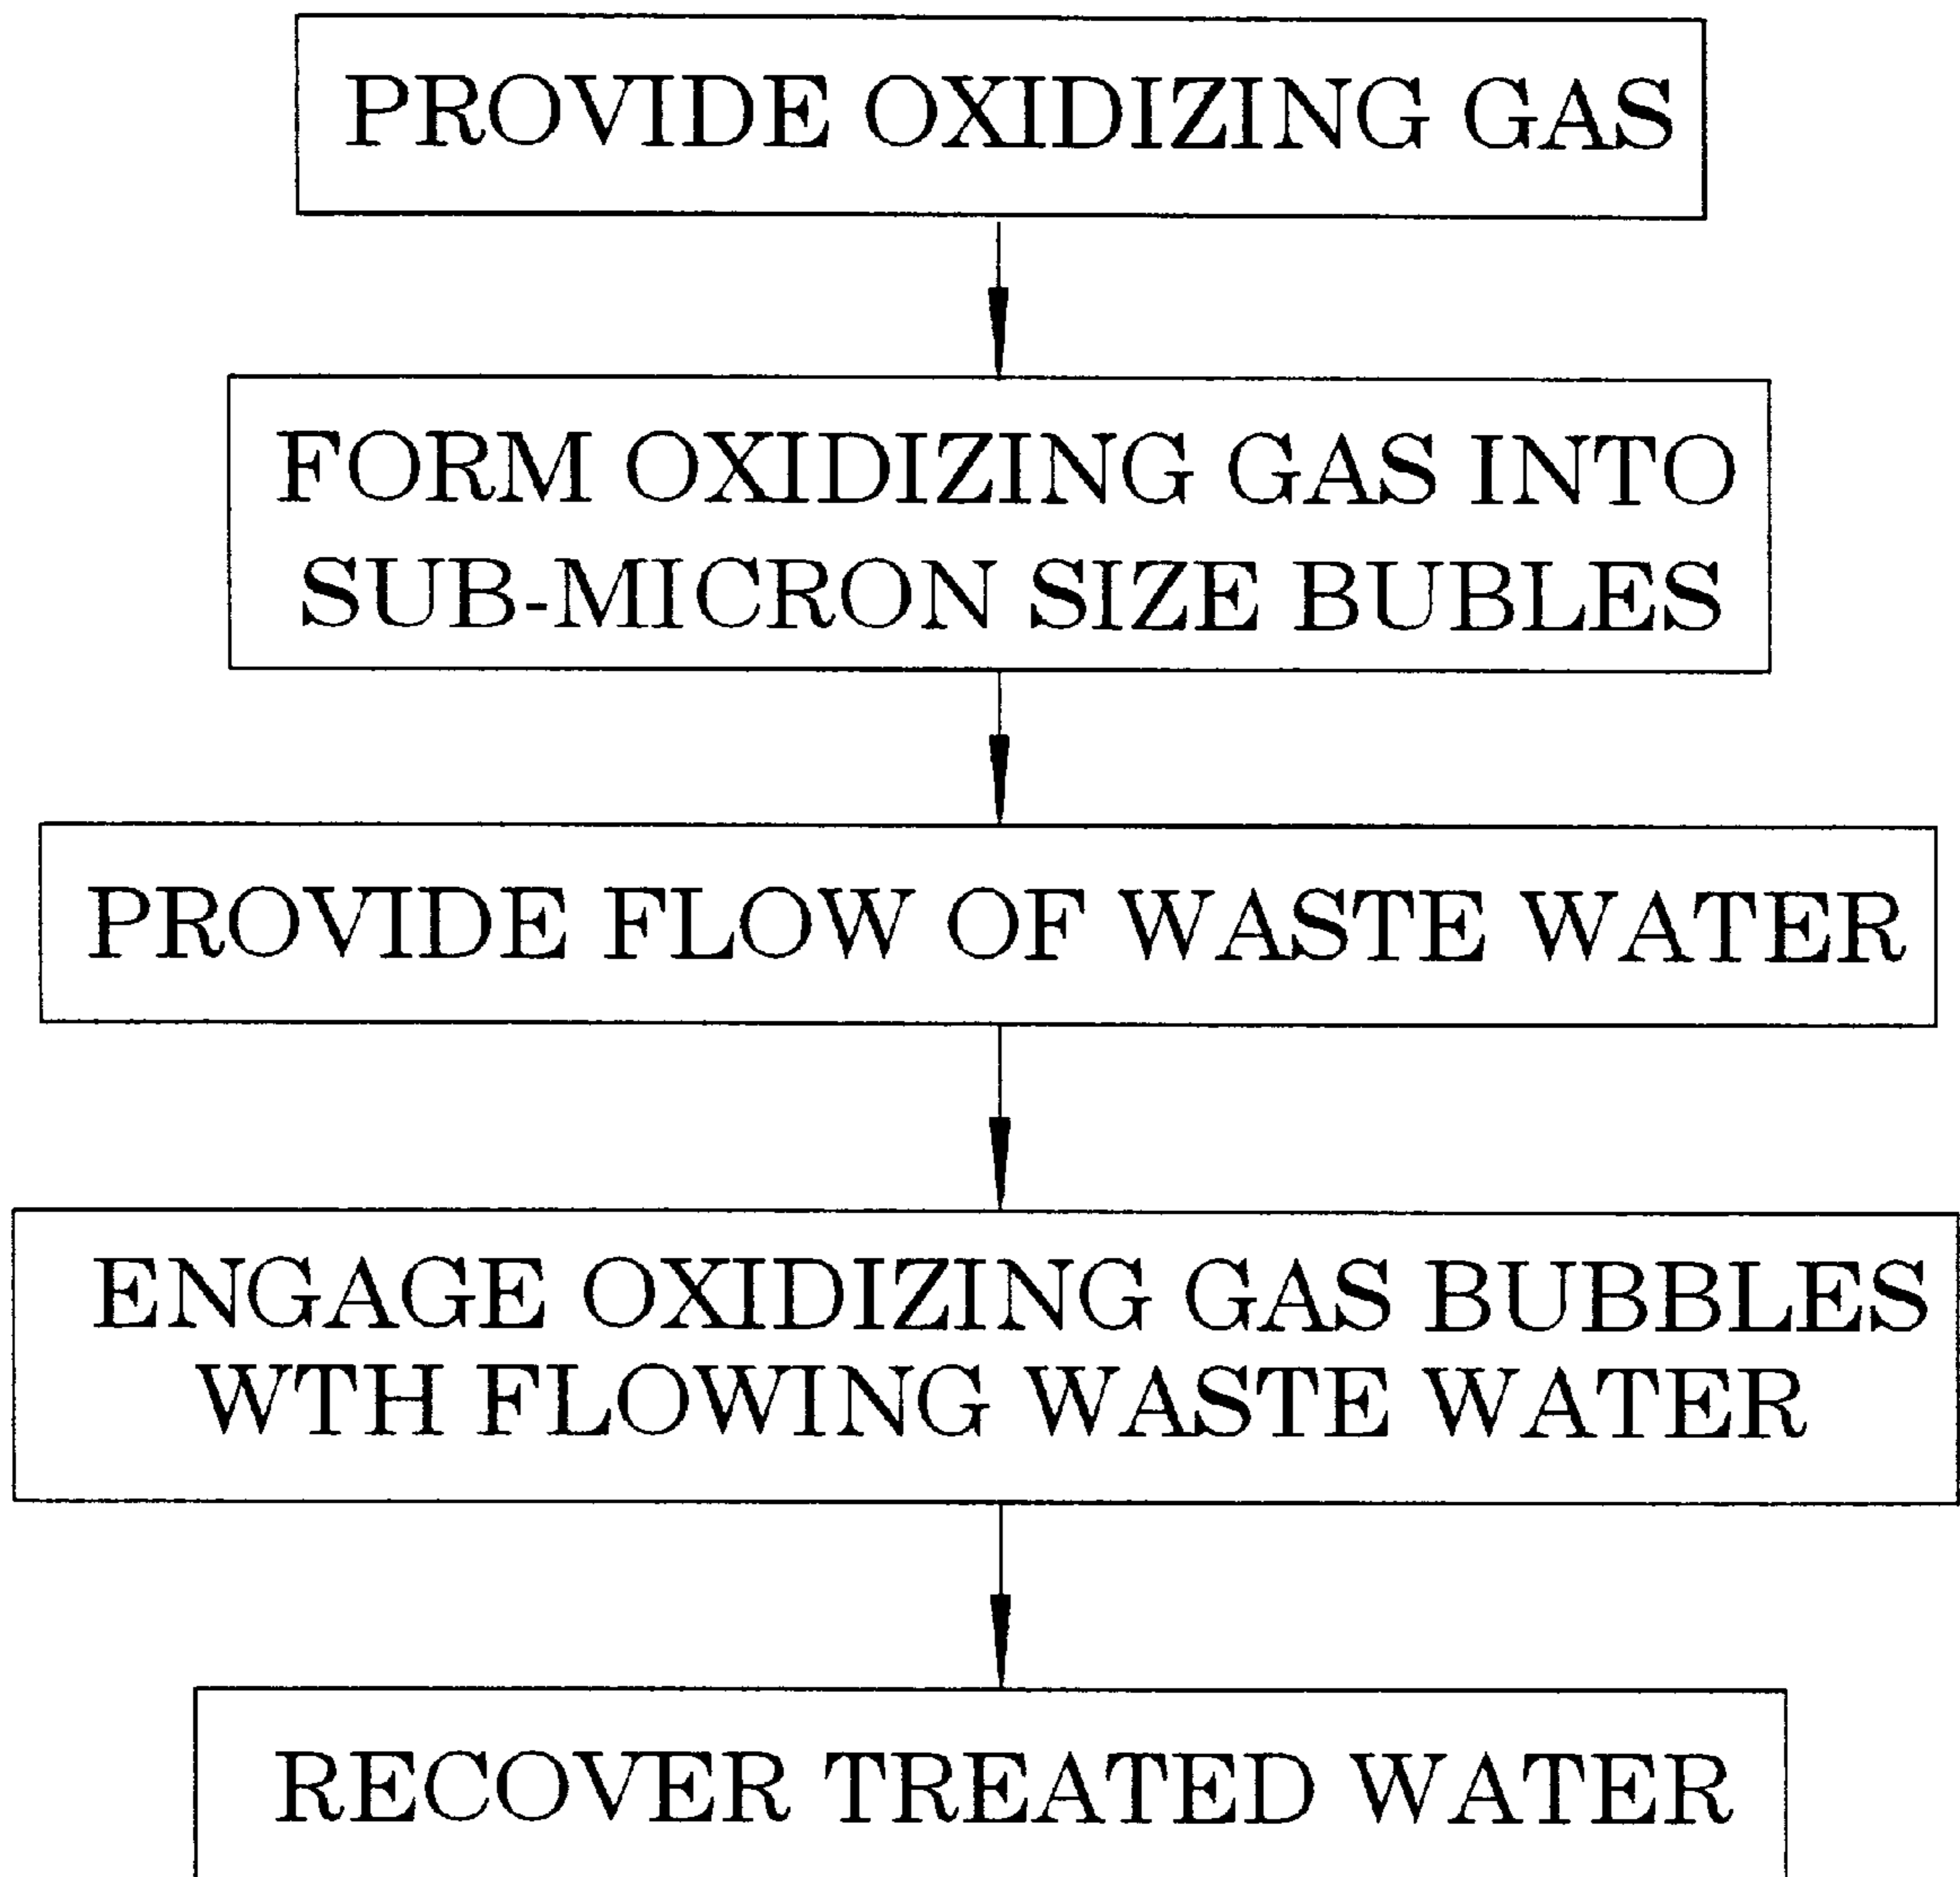 PROVIDE OXIDIZING GAS
FORM OXIDIZING GAS INTO
SUB-MICRON SIZE BUBLES
PROVIDE FLOW OF WASTE WATER
ENGAGE OXIDIZING GAS BUBBLES
WTH FLOWING WASTE WATER
RECOVER TREATED WATER